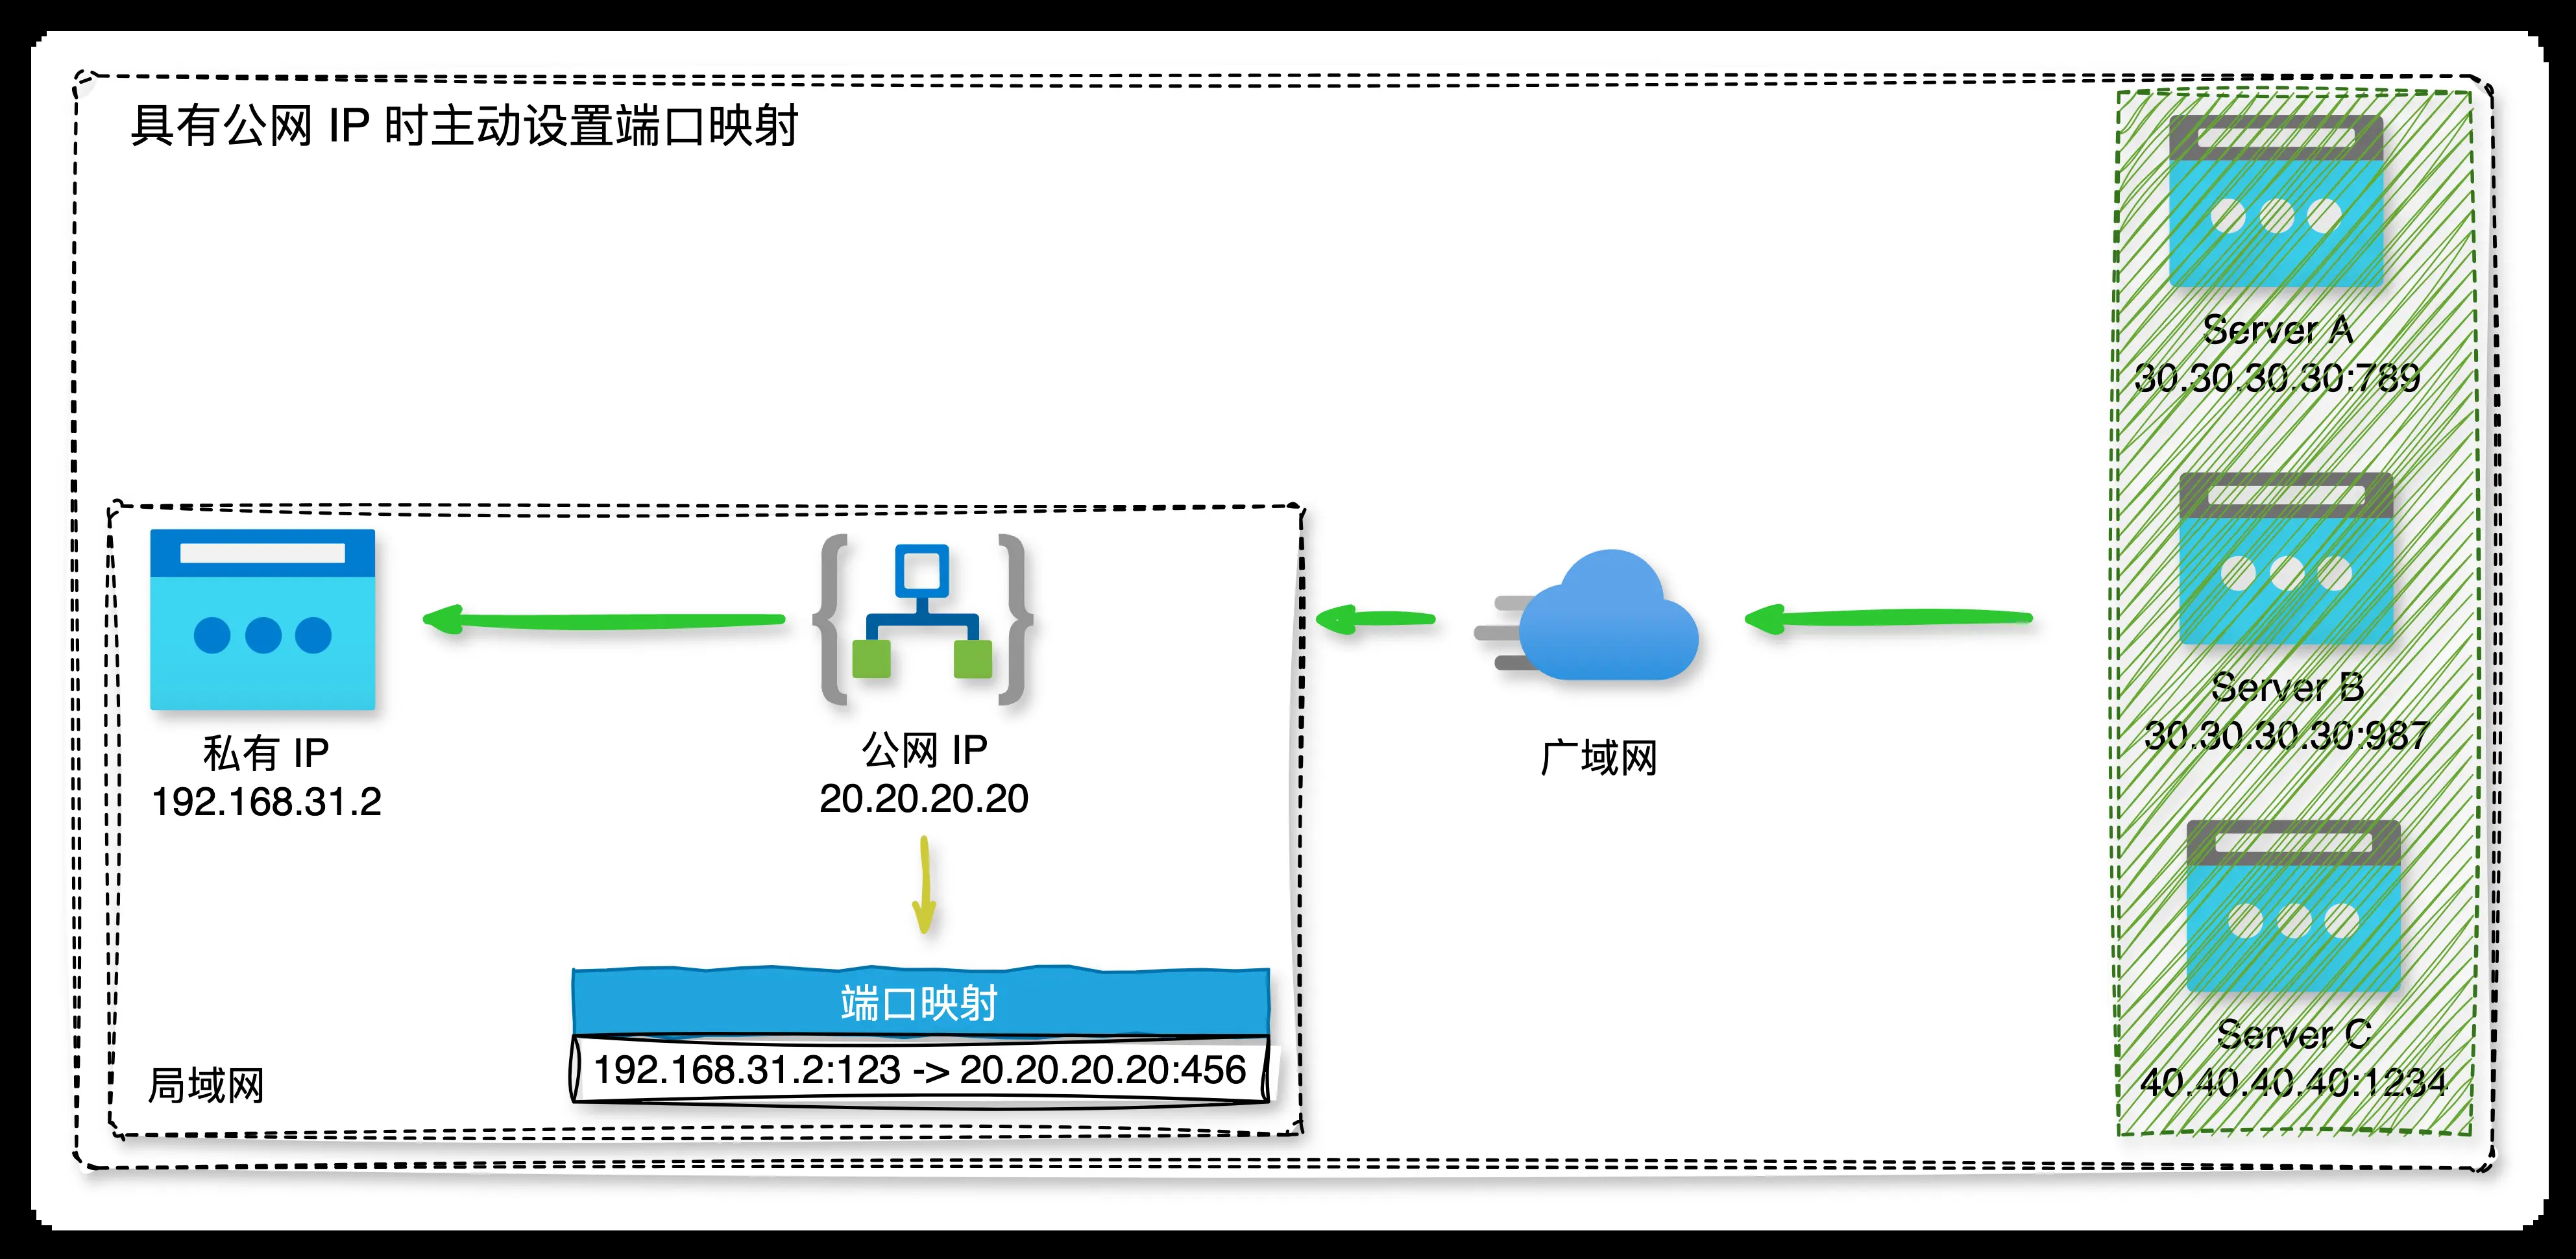 具有公网 IP 时主动设置端口映射
Server A
30.30.30.30:789
Server B
30.30.30.30:987
Server C
40.40.40.40:1234
私有 IP
192.168.31.2
公网 IP
20.20.20.20
广域网
端口映射
192.168.31.2:123 -> 20.20.20.20:456
局域网